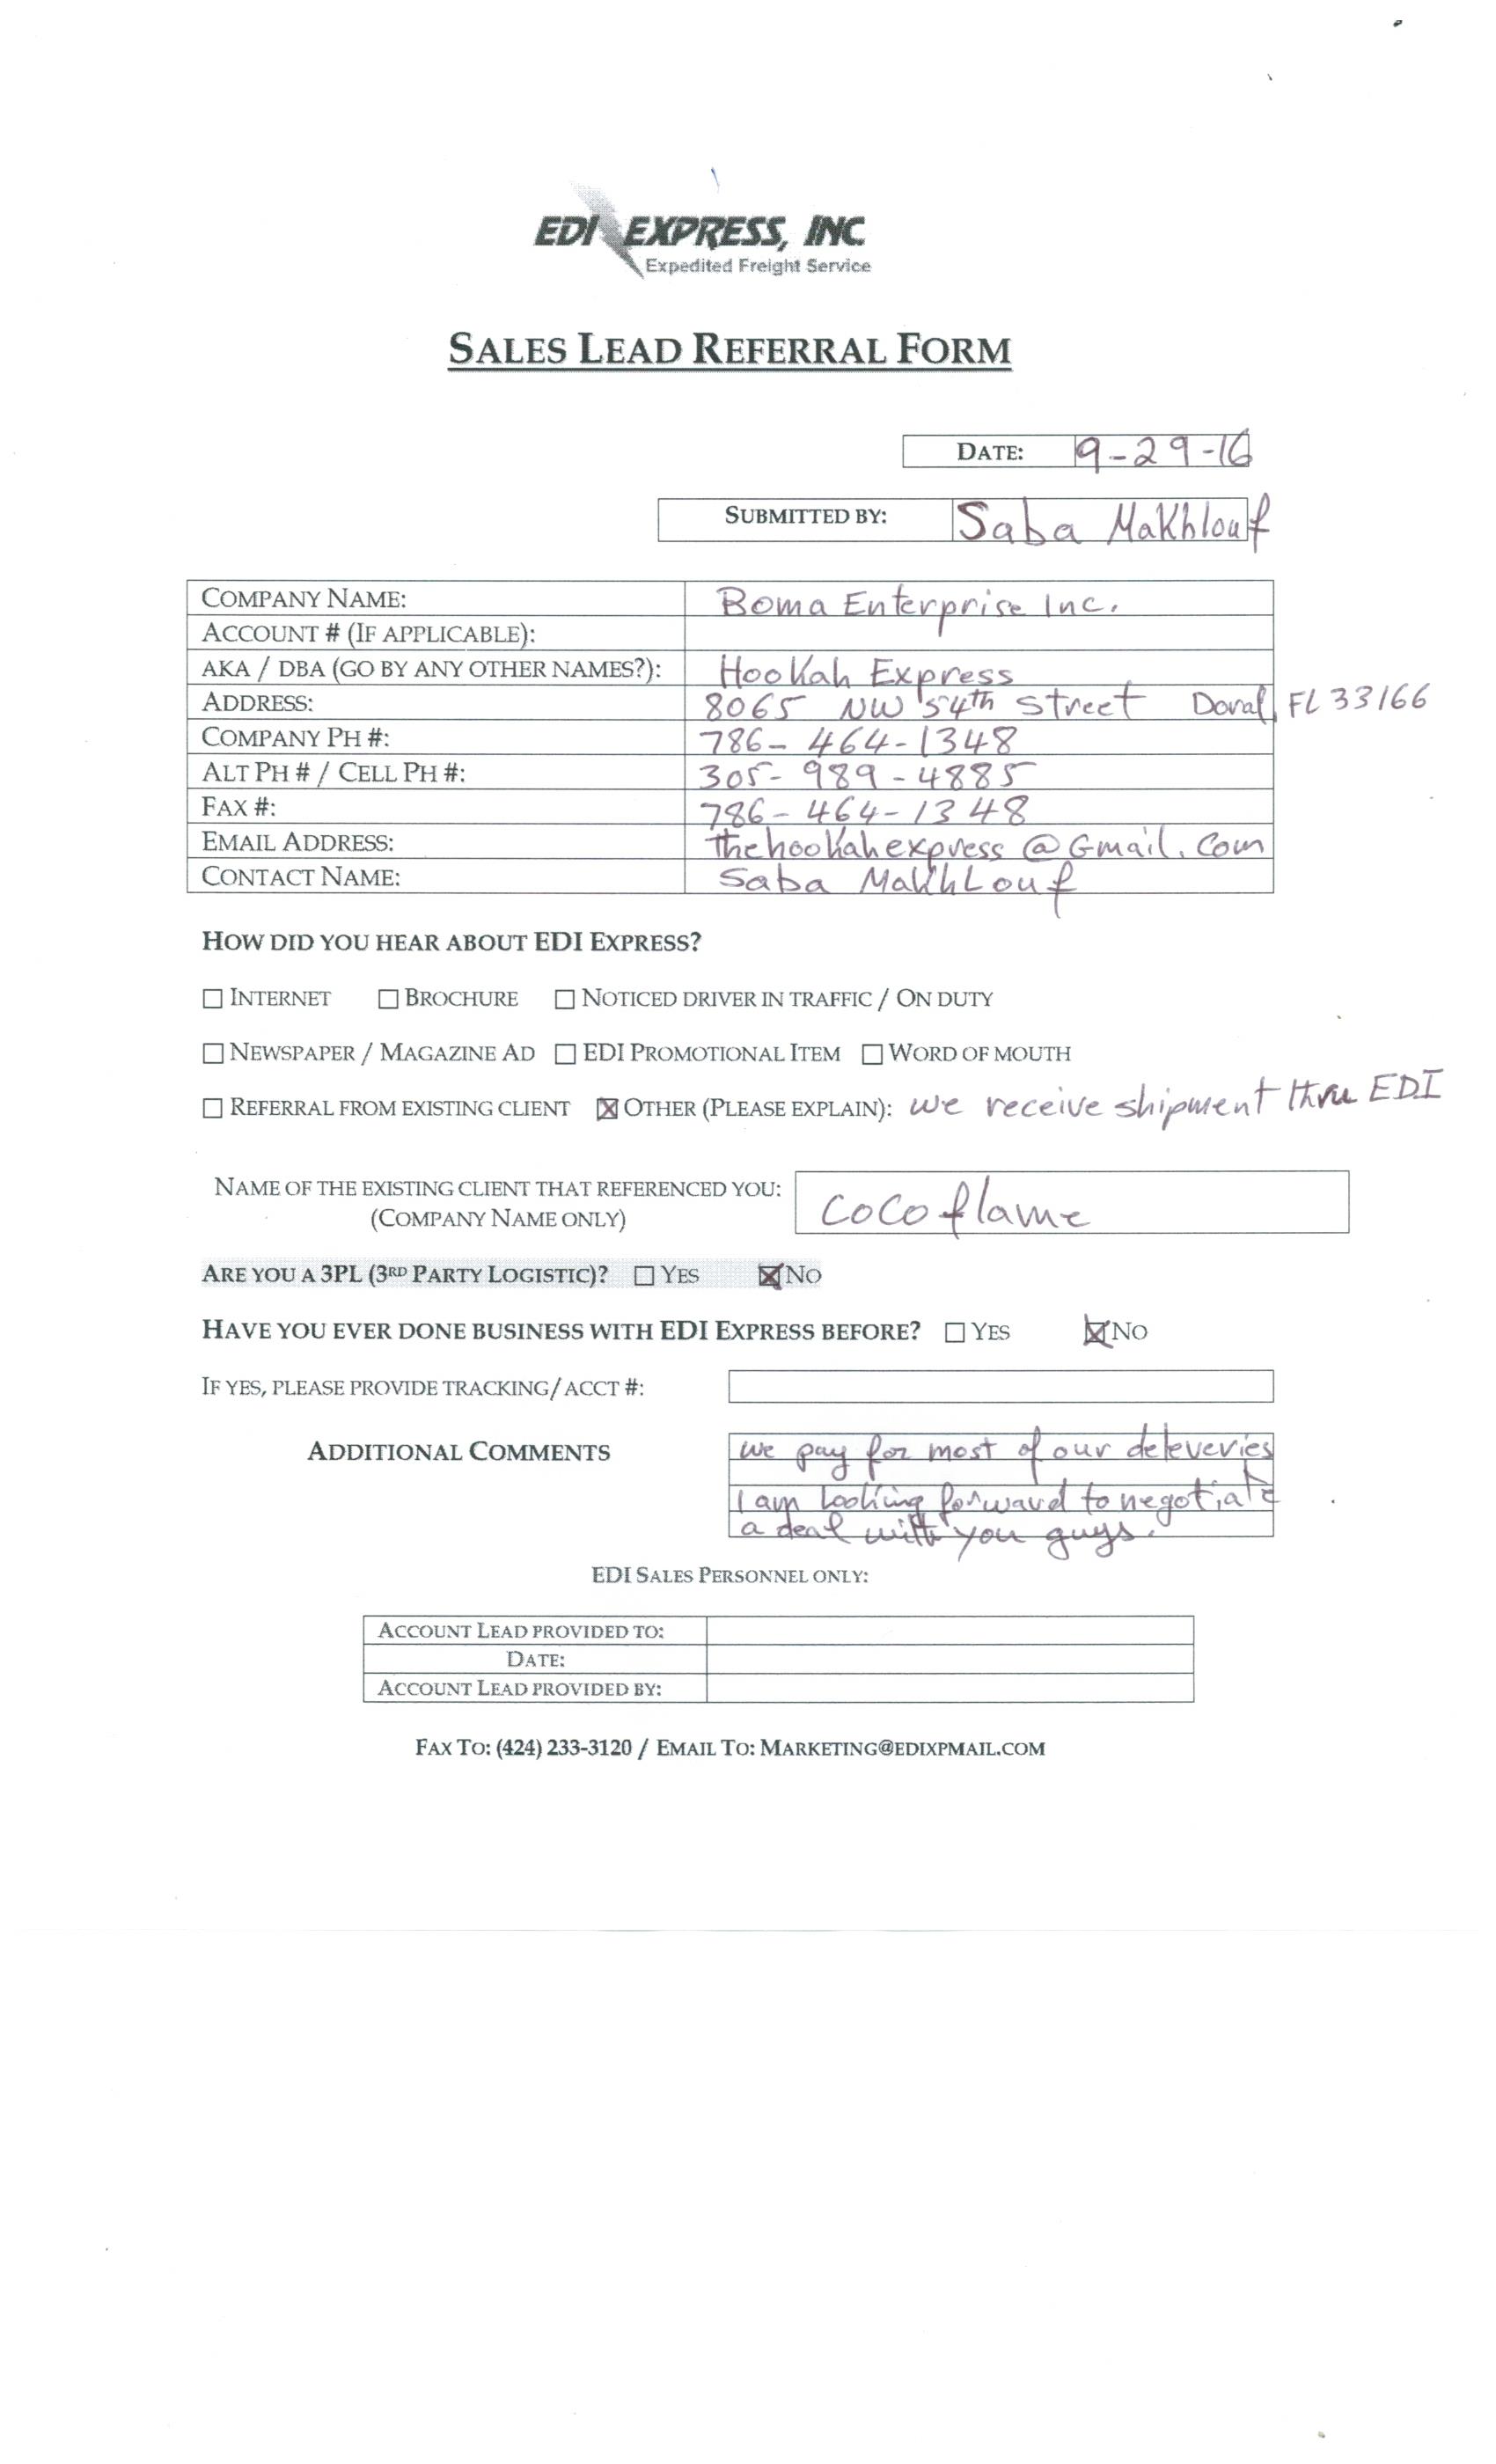 EDI EXPRESS, INC
Expedited Freight Service
SALES LEAD REFERRAL FORM
DATE: 9-29-16
SUBMITTED BY: Saba Makhlouf
COMPANY NAME: Boma Enterprise Inc.
ACCOUNT # (IF APPLICABLE):
AKA / DBA (GO BY ANY OTHER NAMES?): Hookah Express
ADDRESS: 8065 NW 54th Street Doral, FL 33166
COMPANY PH #: 786-464-1348
ALT PH # / CELL PH #: 305-989-4885
FAX #: 786-464-1348
EMAIL ADDRESS: thehookahexpress@Gmail.Com
CONTACT NAME: Saba MakhLouf
HOW DID YOU HEAR ABOUT EDI EXPRESS?
☐ INTERNET ☐ BROCHURE ☐ NOTICED DRIVER IN TRAFFIC / ON DUTY
☐ NEWSPAPER / MAGAZINE AD ☐ EDI PROMOTIONAL ITEM ☐ WORD OF MOUTH
☐ REFERRAL FROM EXISTING CLIENT ☒ OTHER (PLEASE EXPLAIN): we receive shipment thru EDI
NAME OF THE EXISTING CLIENT THAT REFERENCED YOU: cocoflame
(COMPANY NAME ONLY)
ARE YOU A 3PL (3RD PARTY LOGISTIC)? ☐ YES ☒ NO
HAVE YOU EVER DONE BUSINESS WITH EDI EXPRESS BEFORE? ☐ YES ☒ NO
IF YES, PLEASE PROVIDE TRACKING/ACCT #:
ADDITIONAL COMMENTS we pay for most of our deleveries
I am looking forward to negotiate
a deal with you guys.
EDI SALES PERSONNEL ONLY:
ACCOUNT LEAD PROVIDED TO:
DATE:
ACCOUNT LEAD PROVIDED BY:
FAX TO: (424) 233-3120 / EMAIL TO: MARKETING@EDIXPMAIL.COM